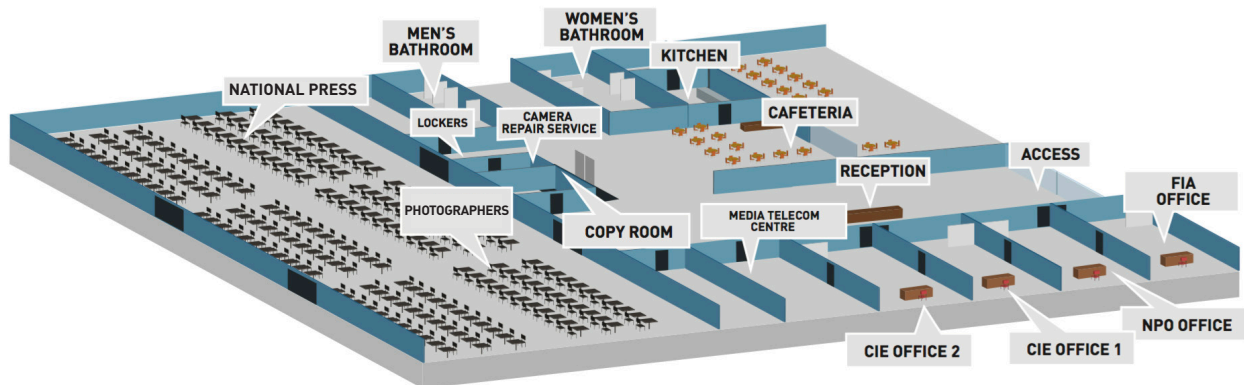 WOMEN'S
BATHROOM
MEN'S
BATHROOM
KITCHEN
NATIONAL PRESS
CAMERA
REPAIR SERVICE
LOCKERS
CAFETERIA
ACCESS
RECEPTION
FIA
OFFICE
PHOTOGRAPHERS
MEDIA TELECOM
CENTRE
COPY ROOM
NPO OFFICE
CIE OFFICE 2
CIE OFFICE 1